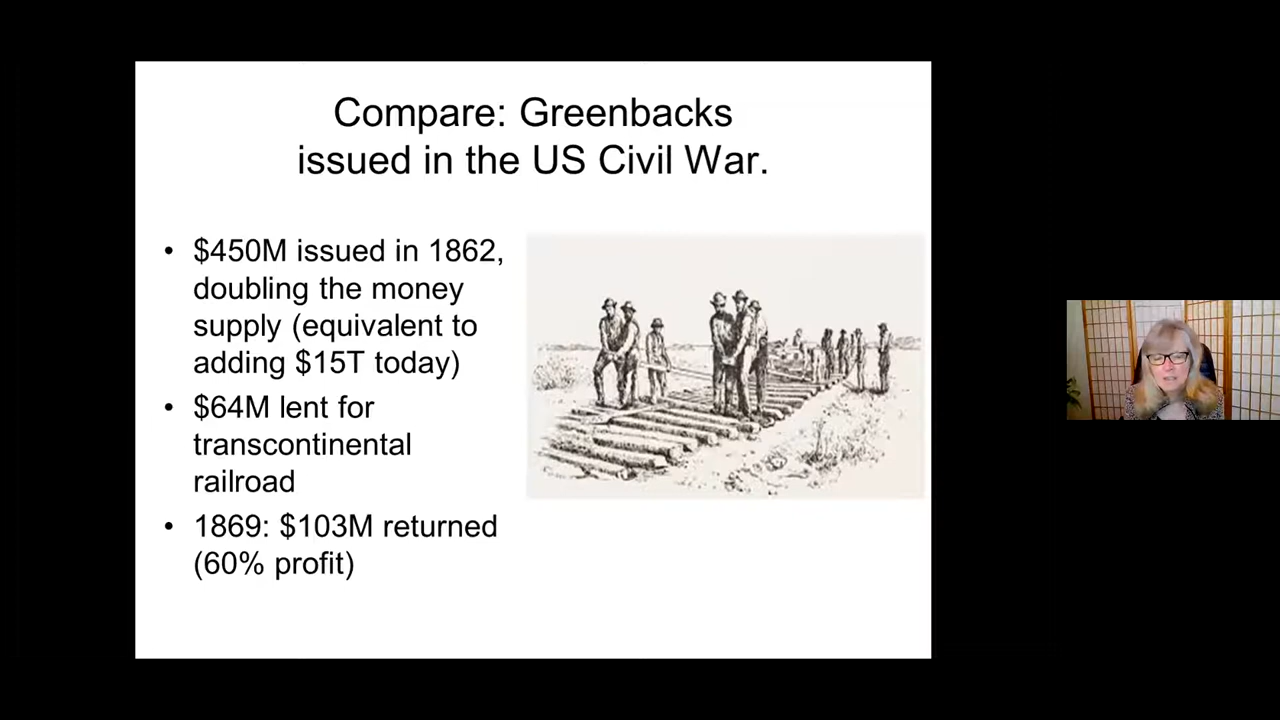 Compare: Greenbacks
issued in the US Civil War.
• $450M issued in 1862,
doubling the money
supply (equivalent to
adding $15T today)
• $64M lent for
transcontinental
railroad
• 1869: $103M returned
(60% profit)